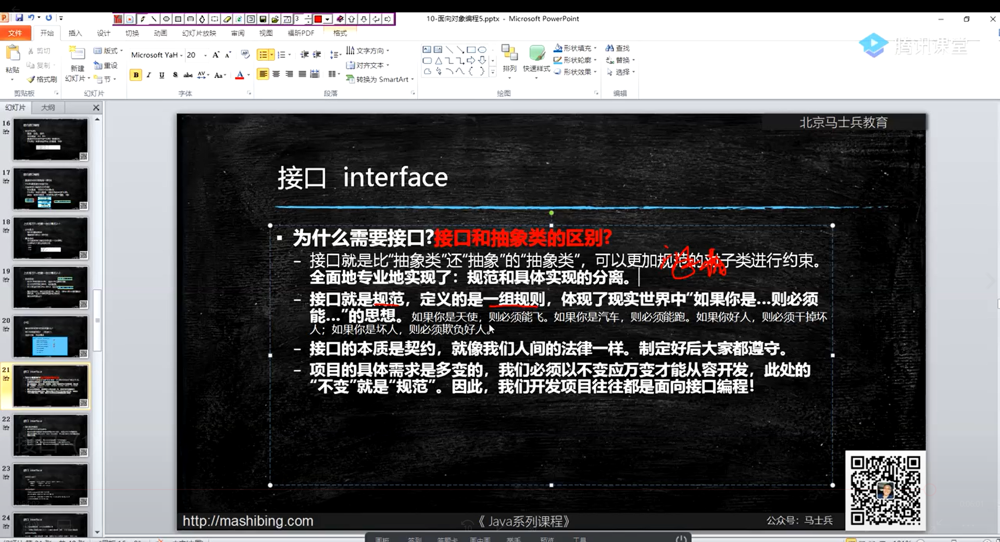 10-面向对象编程5.pptx - Microsoft PowerPoint
文件 开始 插入 设计 切换 动画 幻灯片放映 审阅 视图 福昕PDF 格式
腾讯课堂
粘贴 剪切 复制 格式刷 剪贴板
新建 幻灯片 版式 重设 节 幻灯片
Microsoft YaH 20 字体
文字方向 对齐文本 转换为 SmartArt 段落
排列 快速样式 形状填充 形状轮廓 形状效果 绘图
查找 替换 选择 编辑
幻灯片 大纲
16
17
18
19
20
21
22
23
24
北京马士兵教育
接口 interface
▪ 为什么需要接口?接口和抽象类的区别?
– 接口就是比“抽象类”还“抽象”的“抽象类”，可以更加规范的对子类进行约束。
全面地专业地实现了：规范和具体实现的分离。
– 接口就是规范，定义的是一组规则，体现了现实世界中“如果你是…则必须
能…”的思想。如果你是天使，则必须能飞。如果你是汽车，则必须能跑。如果你好人，则必须干掉坏
人；如果你是坏人，则必须欺负好人。
– 接口的本质是契约，就像我们人间的法律一样。制定好后大家都遵守。
– 项目的具体需求是多变的，我们必须以不变应万变才能从容开发，此处的
“不变”就是“规范”。因此，我们开发项目往往都是面向接口编程！
http://mashibing.com
《 Java系列课程》
公众号：马士兵